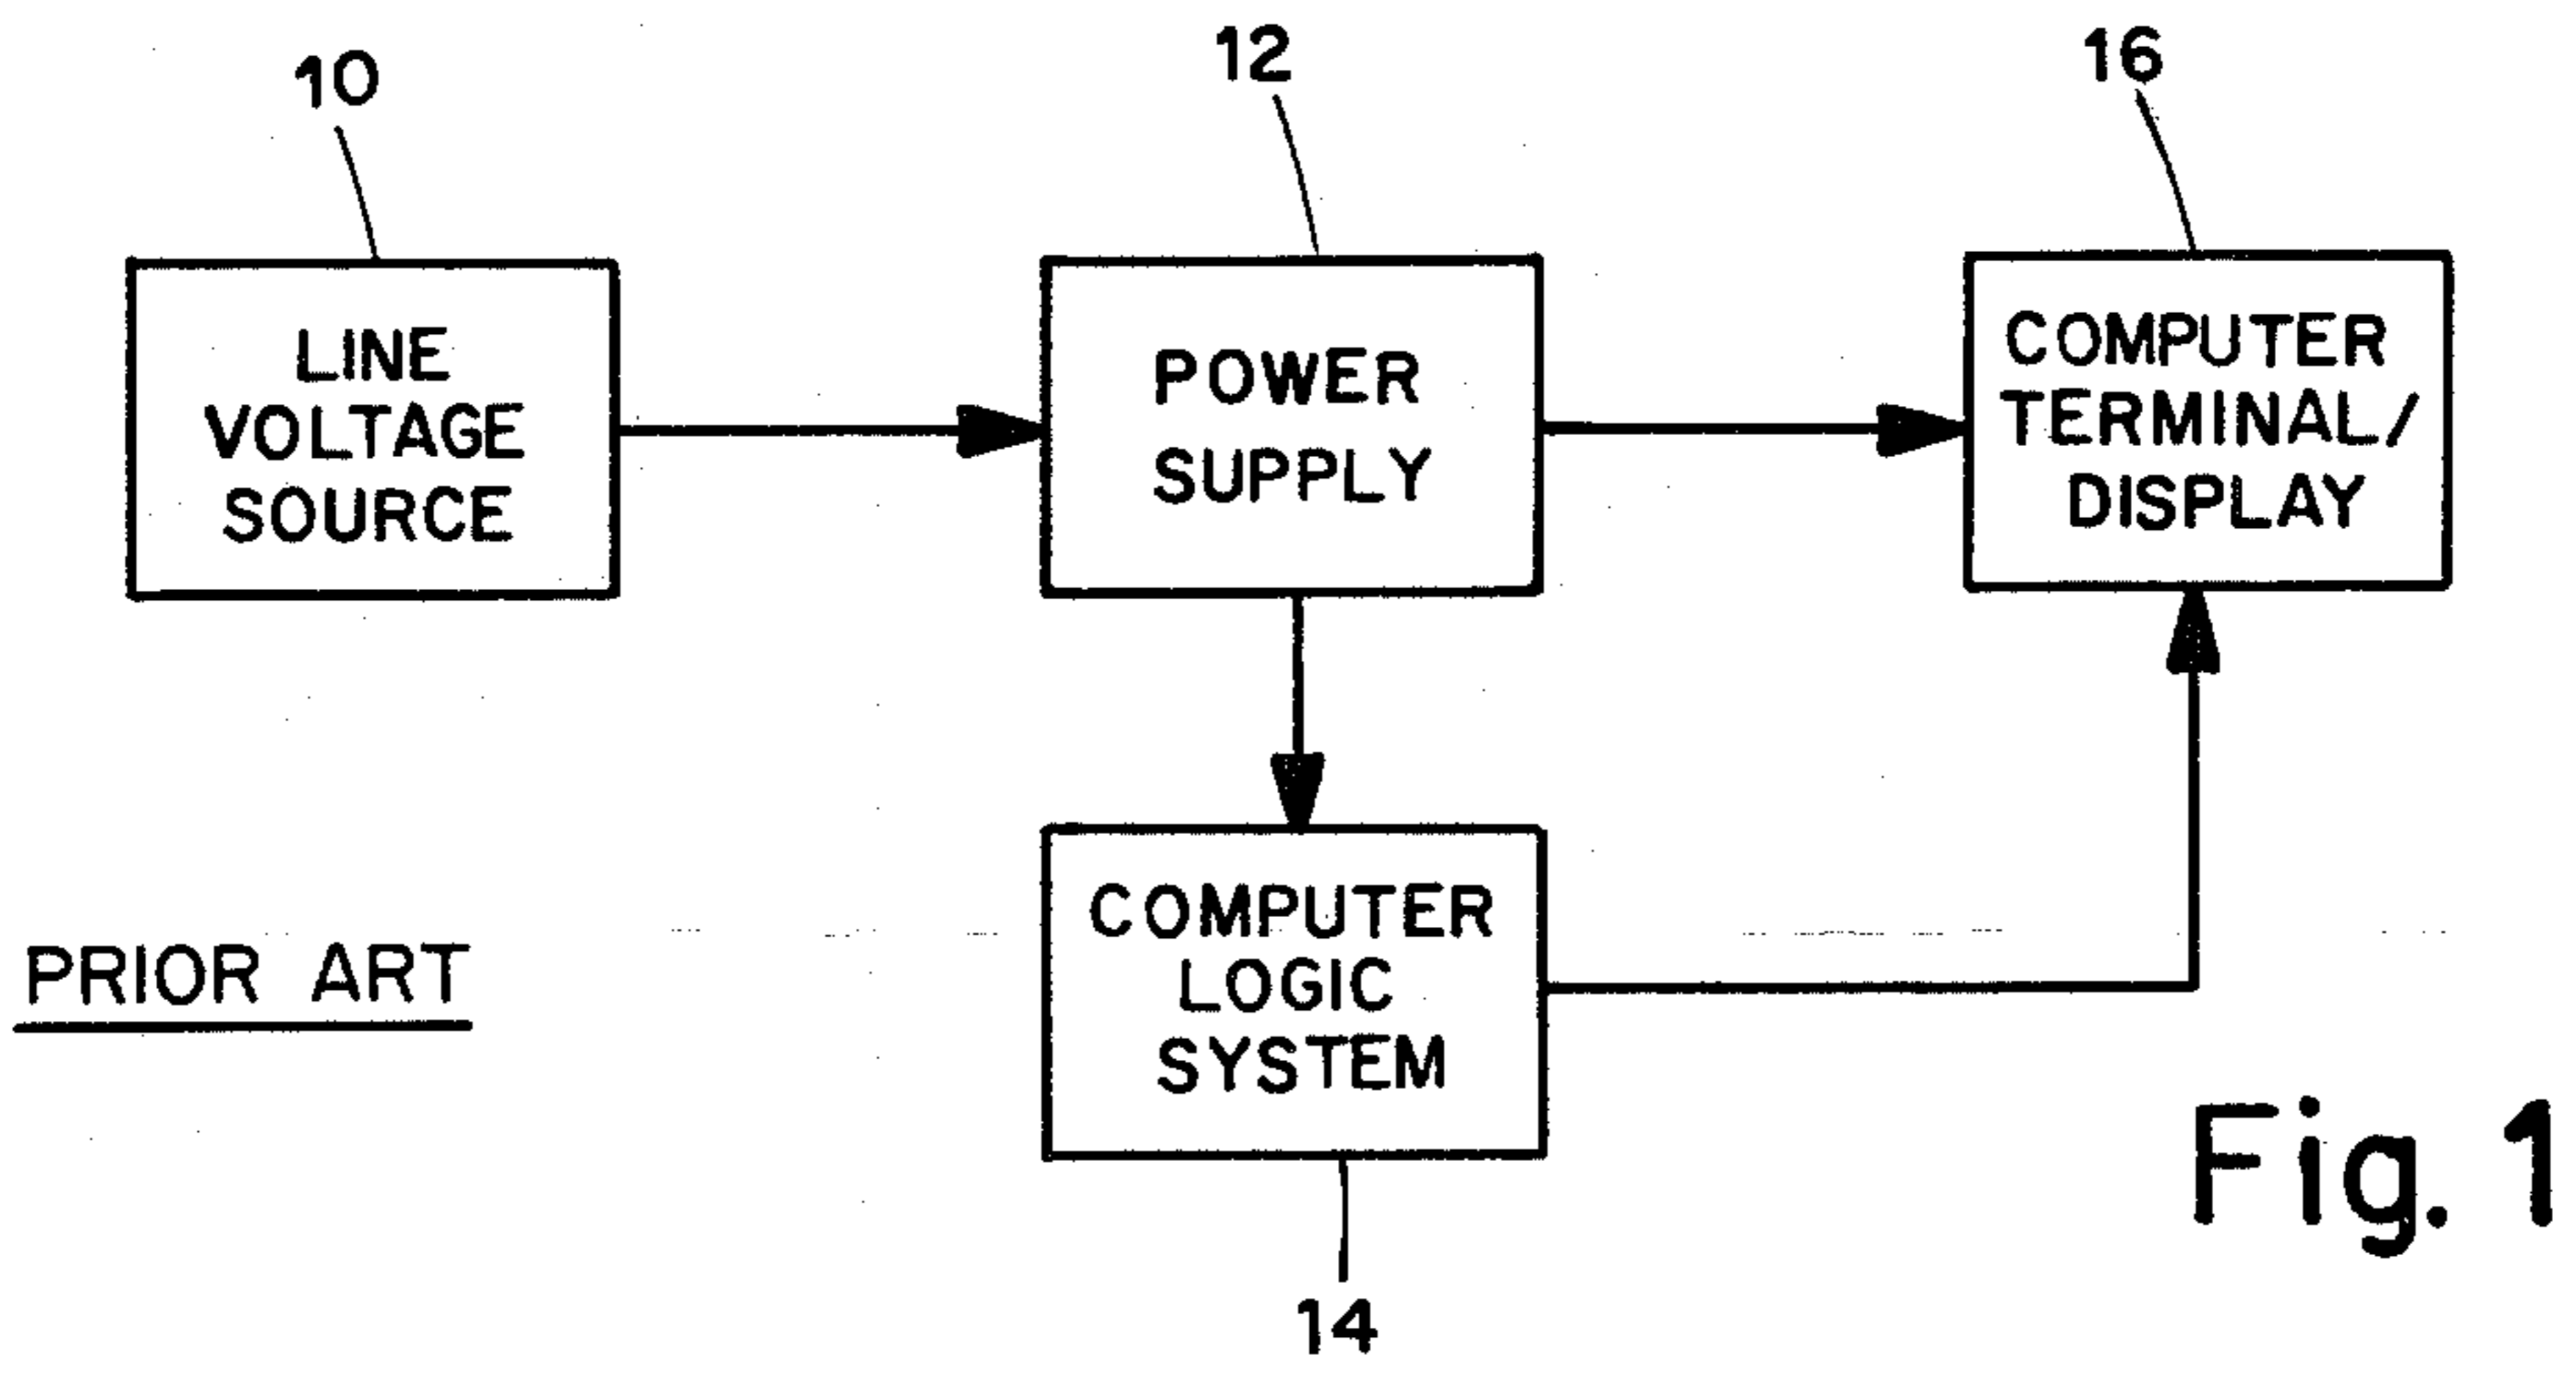 10
12
16
LINE
VOLTAGE
SOURCE
POWER
SUPPLY
COMPUTER
TERMINAL/
DISPLAY
COMPUTER
LOGIC
SYSTEM
PRIOR ART
14
Fig. 1